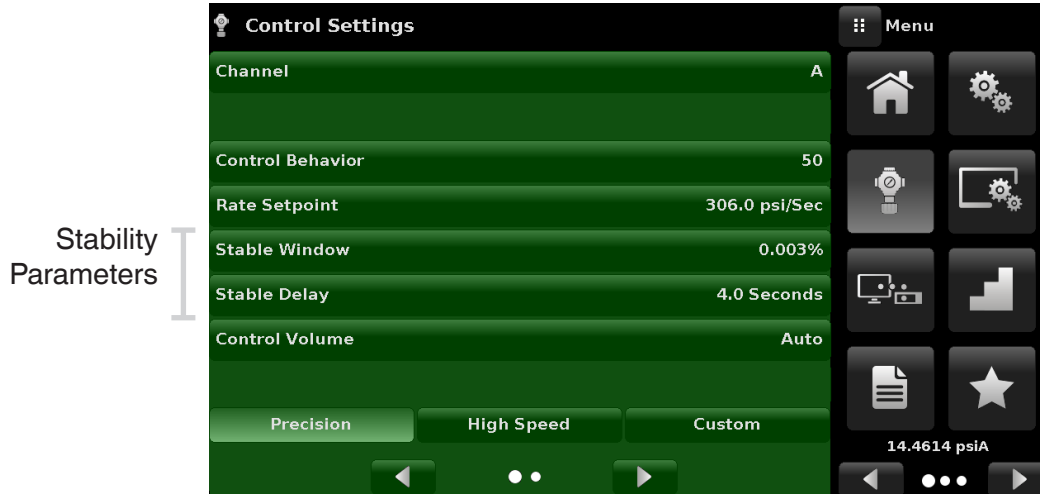 Control Settings
Menu
Channel A
Control Behavior 50
Rate Setpoint 306.0 psi/Sec
Stability
Parameters
Stable Window 0.003%
Stable Delay 4.0 Seconds
Control Volume Auto
Precision High Speed Custom
14.4614 psiA